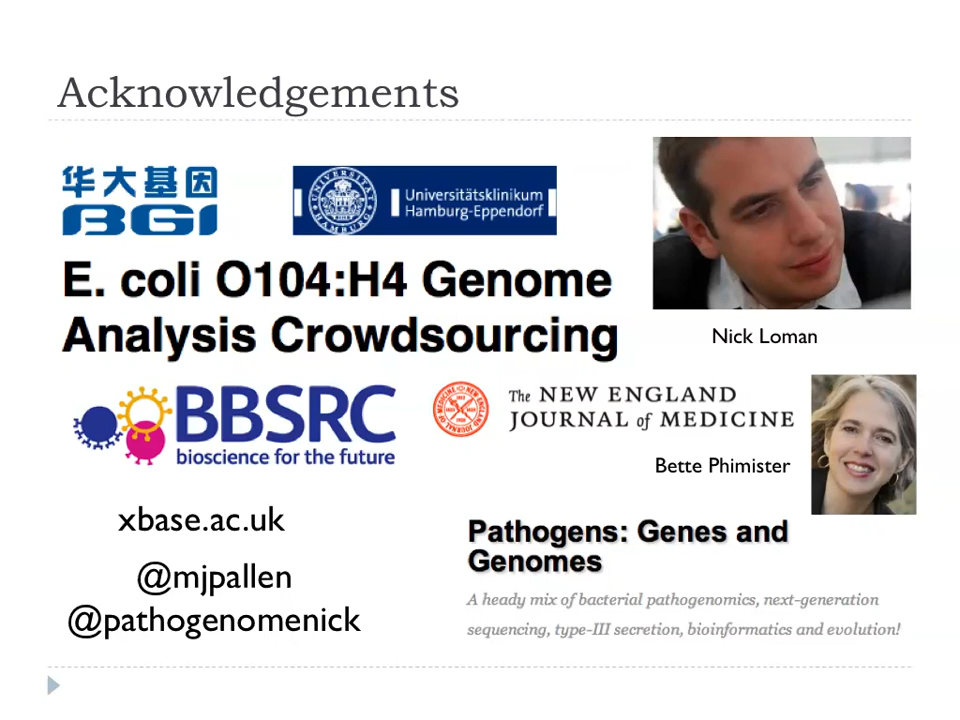 Acknowledgements
华大基因
BGI
UNIVERSITÄT HAMBURG
Universitätsklinikum
Hamburg-Eppendorf
E. coli O104:H4 Genome
Analysis Crowdsourcing
Nick Loman
BBSRC
bioscience for the future
The NEW ENGLAND
JOURNAL of MEDICINE
Bette Phimister
xbase.ac.uk
@mjpallen
@pathogenomenick
Pathogens: Genes and
Genomes
A heady mix of bacterial pathogenomics, next-generation
sequencing, type-III secretion, bioinformatics and evolution!